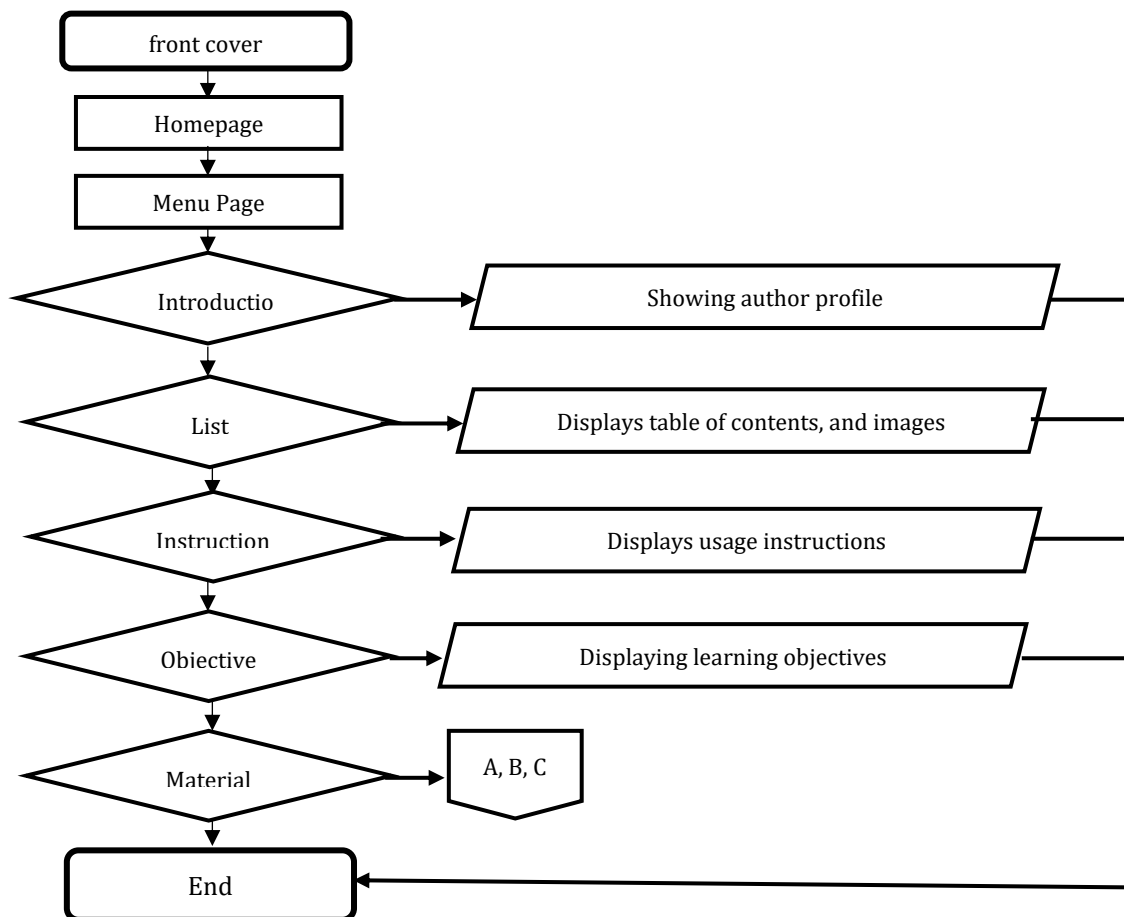 front cover
Homepage
Menu Page
Introductio
Showing author profile
List
Displays table of contents, and images
Instruction
Displays usage instructions
Objective
Displaying learning objectives
Material
A, B, C
End